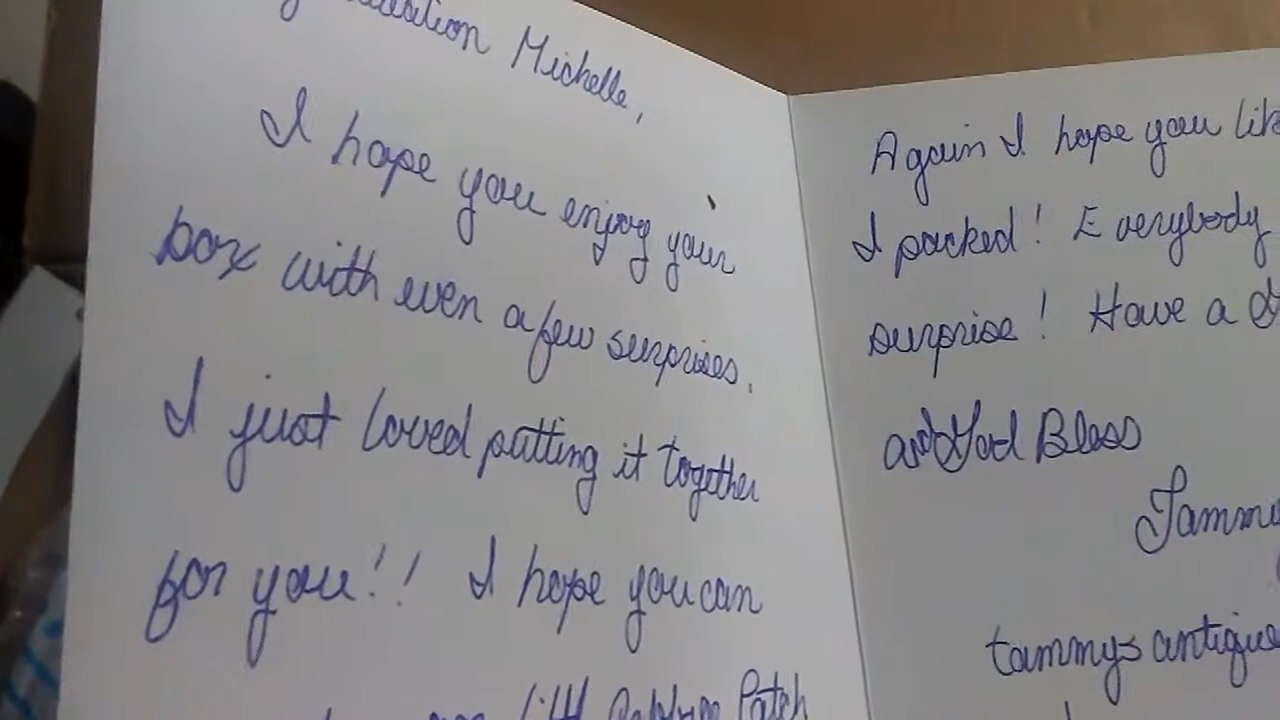 Michelle,
I hope you enjoy your
box with even a few surprises.
I just loved putting it together
for you!! I hope you can
Patch
Again I hope you
I packed! Everybody
surprise! Have a
and God Bless
tammys